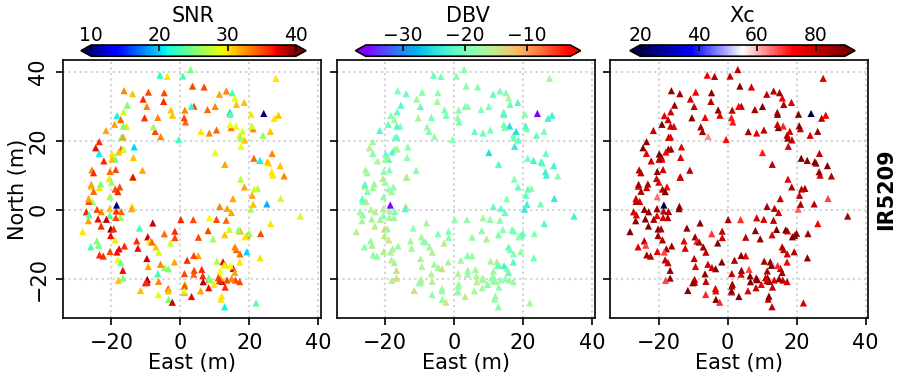 SNR DBV Xc
10 20 30 40 −30 −20 −10 20 40 60 80
40
20
0
−20
North (m)
IR5209
−20 0 20 40 −20 0 20 40 −20 0 20 40
East (m) East (m) East (m)